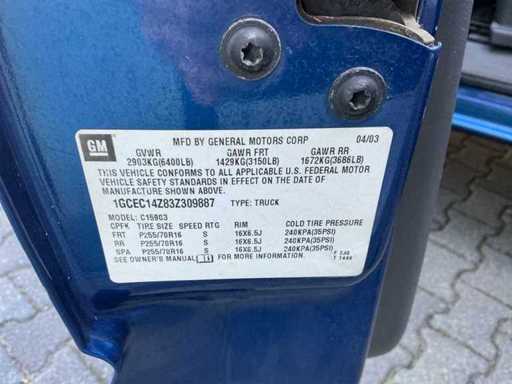 GM
MFD BY GENERAL MOTORS CORP 04/03
GVWR GAWR FRT GAWR RR
2903KG(6400LB) 1429KG(3150LB) 1672KG(3686LB)
THIS VEHICLE CONFORMS TO ALL APPLICABLE U.S. FEDERAL MOTOR
VEHICLE SAFETY STANDARDS IN EFFECT ON THE DATE OF
MANUFACTURE SHOWN ABOVE.
1GCEC14Z83Z309887 TYPE: TRUCK
MODEL: C15903
CPFK TIRE SIZE SPEED RTG RIM COLD TIRE PRESSURE
FRT P255/70R16 S 16X6.5J 240KPA(35PSI)
RR P255/70R16 S 16X6.5J 240KPA(35PSI)
SPA P255/70R16 S 16X6.5J 240KPA(35PSI)
SEE OWNER'S MANUAL FOR MORE INFORMATION.